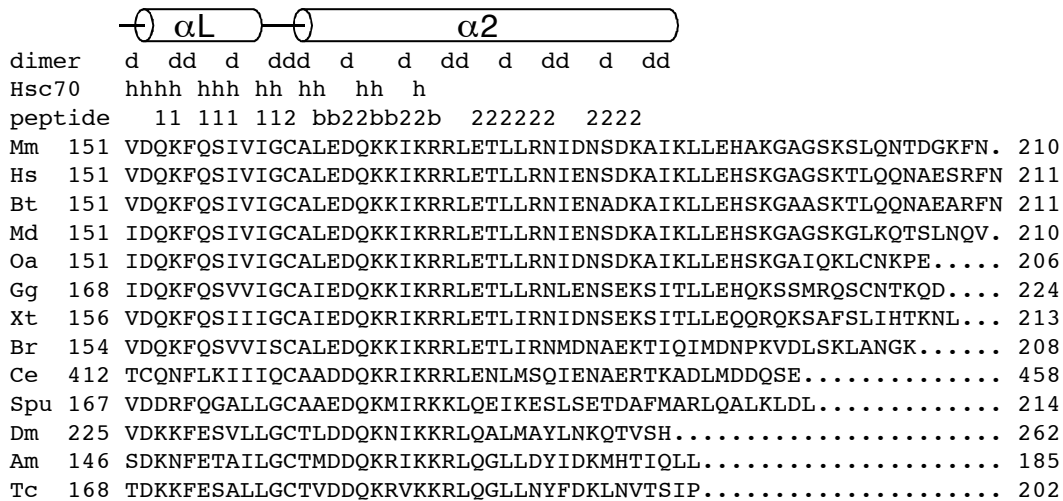 αL α2
dimer    d  dd  d  ddd  d   d  dd  d  dd  d  dd
Hsc70    hhhh hhh hh hh  hh  h
peptide    11 111 112 bb22bb22b  222222  2222
Mm  151 VDQKFQSIVIGCALEDQKKIKRRLETLLRNIDNSDKAIKLLEHAKGAGSKSLQNTDGKFN. 210
Hs  151 VDQKFQSIVIGCALEDQKKIKRRLETLLRNIENSDKAIKLLEHSKGAGSKTLQQNAESRFN 211
Bt  151 VDQKFQSIVIGCALEDQKKIKRRLETLLRNIENADKAIKLLEHSKGAASKTLQQNAEARFN 211
Md  151 IDQKFQSIVIGCALEDQKKIKRRLETLLRNIENSDKAIKLLEHSKGAGSKGLKQTSLNQV. 210
Oa  151 IDQKFQSIVIGCALEDQKKIKRRLETLLRNIDNSDKAIKLLEHSKGAIQKLCNKPE..... 206
Gg  168 IDQKFQSVVIGCAIEDQKKIKRRLETLLRNLENSEKSITLLEHQKSSMRQSCNTKQD.... 224
Xt  156 VDQKFQSIIIGCAIEDQKRIKRRLETLIRNIDNSEKSITLLEQQRQKSAFSLIHTKNL... 213
Br  154 VDQKFQSVVISCALEDQKKIKRRLETLIRNMDNAEKTIQIMDNPKVDLSKLANGK...... 208
Ce  412 TCQNFLKIIIQCAADDQKRIKRRLENLMSQIENAERTKADLMDDQSE.............. 458
Spu 167 VDDRFQGALLGCAAEDQKMIRKKLQEIKESLSETDAFMARLQALKLDL............. 214
Dm  225 VDKKFESVLLGCTLDDQKNIKKRLQALMAYLNKQTVSH....................... 262
Am  146 SDKNFETAILGCTMDDQKRIKKRLQGLLDYIDKMHTIQLL..................... 185
Tc  168 TDKKFESALLGCTVDDQKRVKKRLQGLLNYFDKLNVTSIP..................... 202